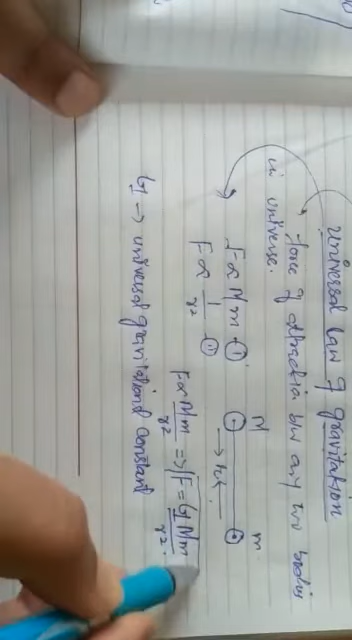 universal law of gravitation
→ force of attraction b/w any two bodies
in universe.
F ∝ Mm — ①
F ∝ 1/r² — ②
M m
← r →
F ∝ Mm/r² => F = G Mm/r²
G → universal gravitational constant